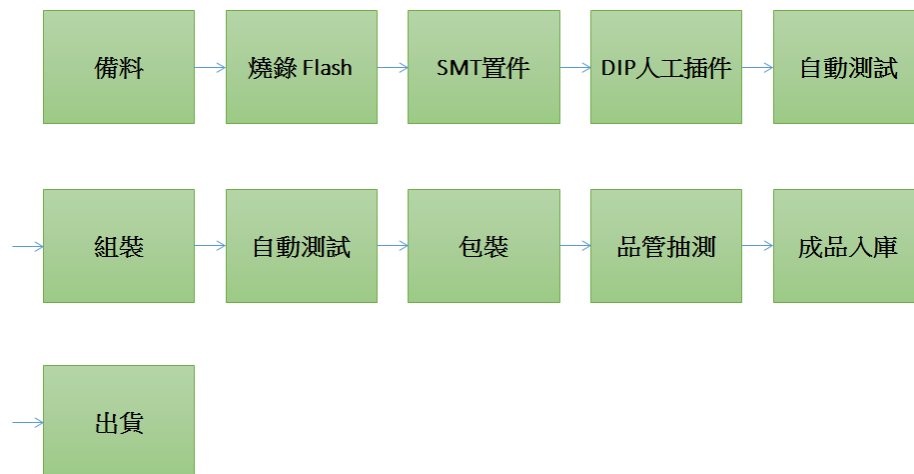 備料
燒錄 Flash
SMT置件
DIP人工插件
自動測試
組裝
自動測試
包裝
品管抽測
成品入庫
出貨